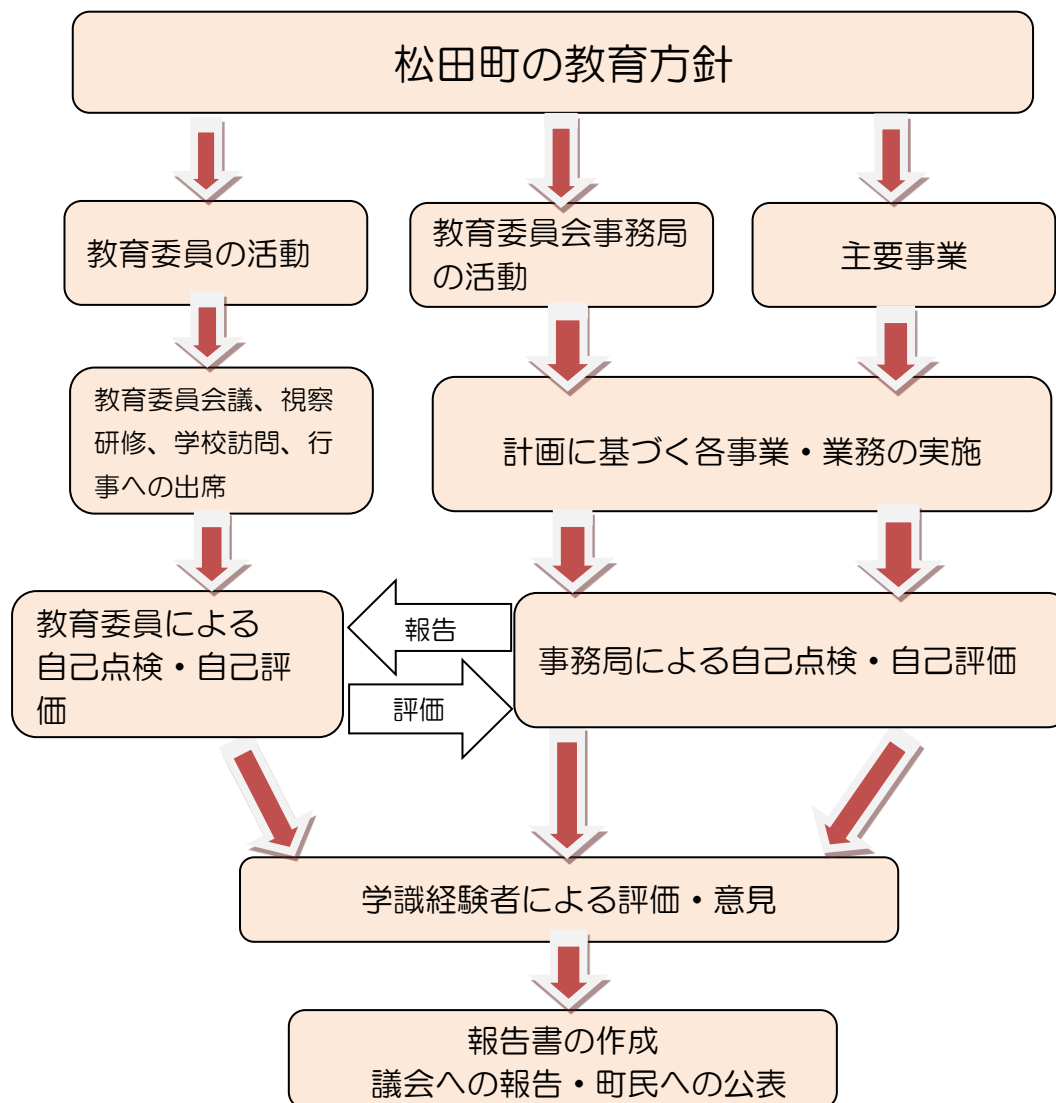 松田町の教育方針
教育委員の活動
教育委員会事務局
の活動
主要事業
教育委員会議、視察
研修、学校訪問、行
事への出席
計画に基づく各事業・業務の実施
教育委員による
自己点検・自己評
価
報告
評価
事務局による自己点検・自己評価
学識経験者による評価・意見
報告書の作成
議会への報告・町民への公表